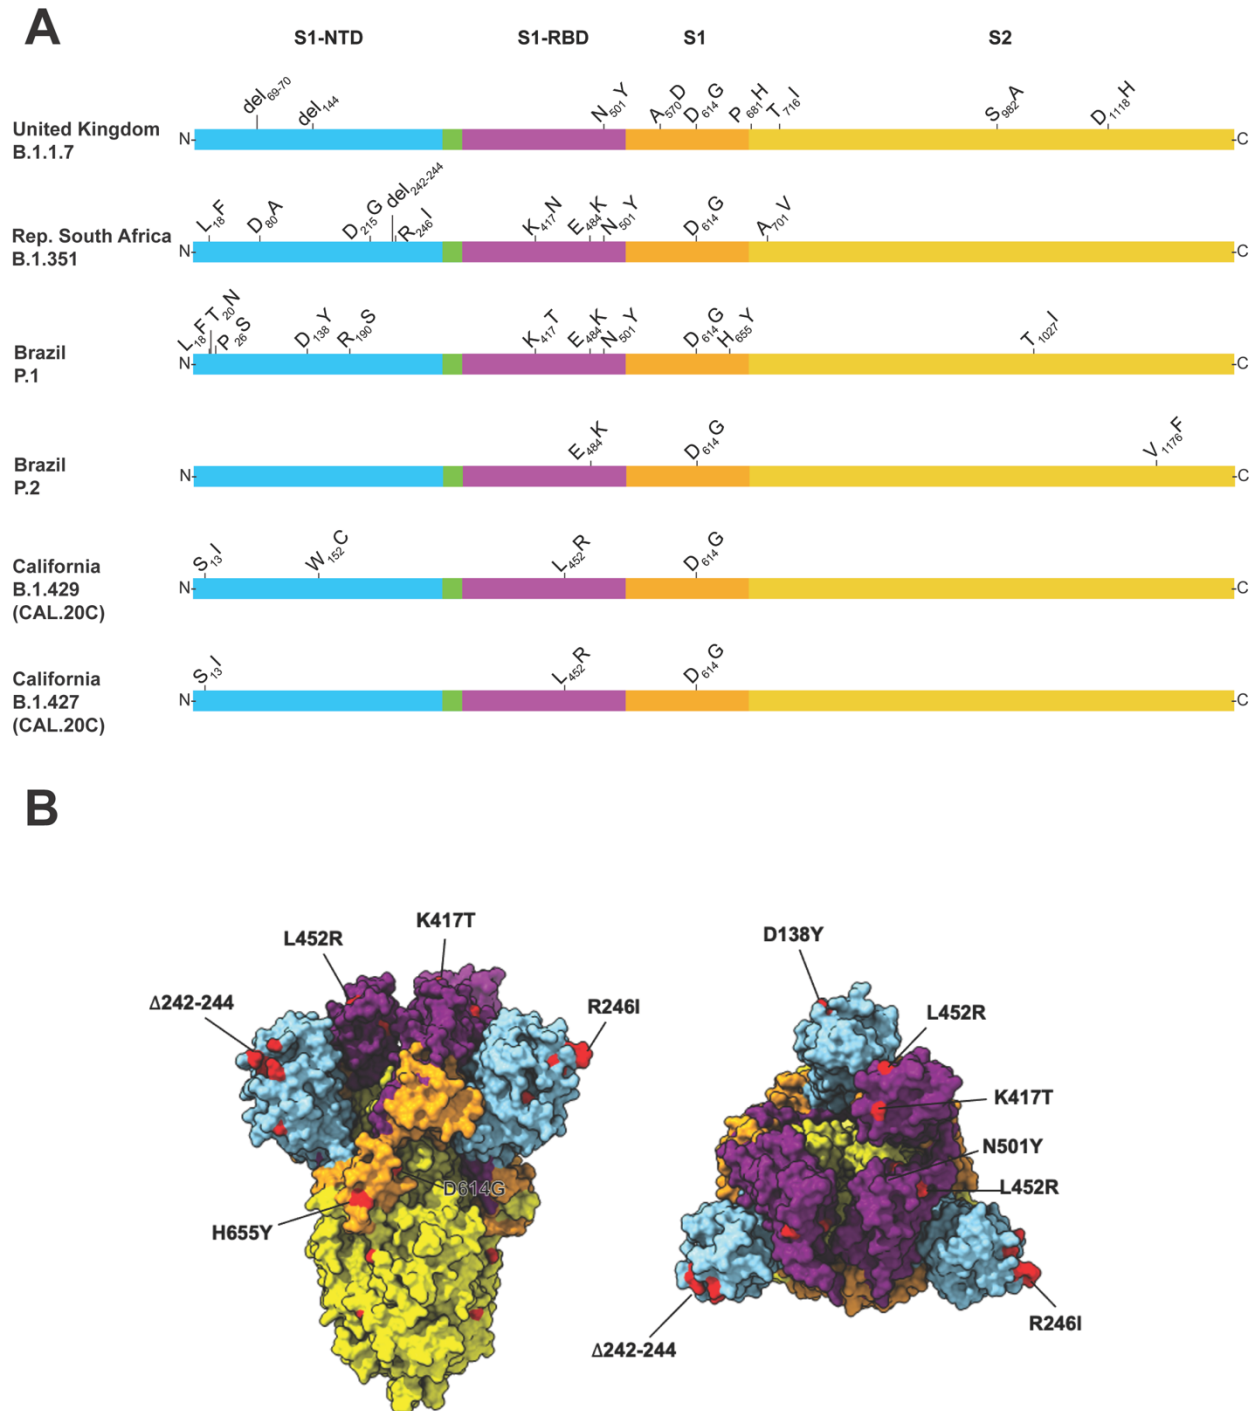 A
S1-NTD S1-RBD S1 S2
del69-70 del144 N501Y A570D D614G P681H T716I S982A D1118H
United Kingdom
B.1.1.7
N C
L18F D80A D215G del242-244 R246I K417N E484K N501Y D614G A701V
Rep. South Africa
B.1.351
N C
L18F T20N P26S D138Y R190S K417T E484K N501Y D614G H655Y T1027I
Brazil
P.1
N C
E484K D614G V1176F
Brazil
P.2
N C
S13I W152C L452R D614G
California
B.1.429
(CAL.20C)
N C
S13I L452R D614G
California
B.1.427
(CAL.20C)
N C
B
K417T
L452R
Δ242-244
R246I
D614G
H655Y
D138Y
L452R
K417T
N501Y
L452R
R246I
Δ242-244